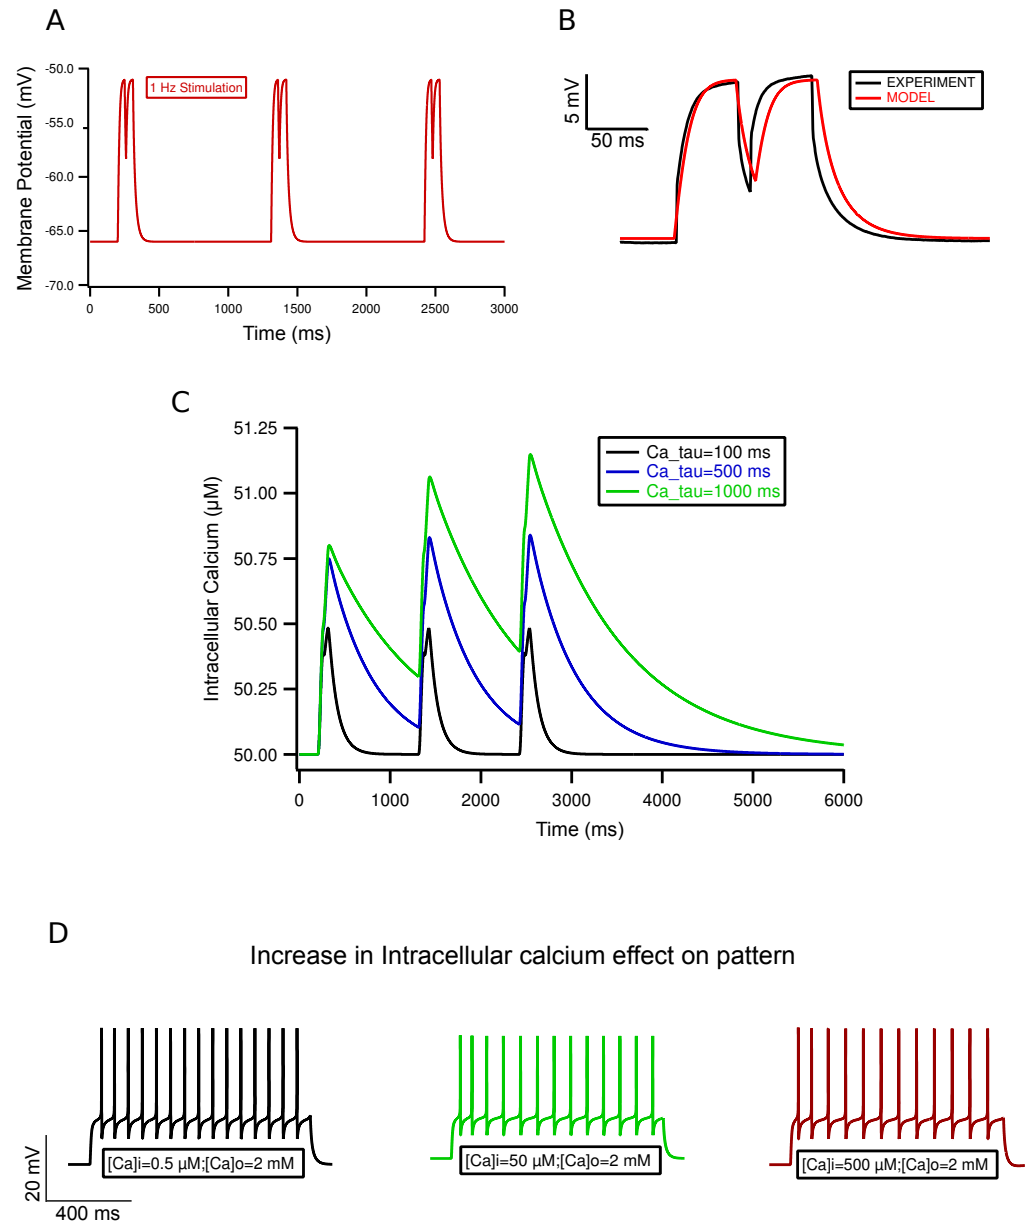 A
Membrane Potential (mV)
-50.0
-55.0
-60.0
-65.0
-70.0
1 Hz Stimulation
0 500 1000 1500 2000 2500 3000
Time (ms)
B
5 mV
50 ms
EXPERIMENT
MODEL
C
Intracellular Calcium (μM)
51.25
51.00
50.75
50.50
50.25
50.00
Ca_tau=100 ms
Ca_tau=500 ms
Ca_tau=1000 ms
0 1000 2000 3000 4000 5000 6000
Time (ms)
D
Increase in Intracellular calcium effect on pattern
[Ca]i=0.5 μM;[Ca]o=2 mM
[Ca]i=50 μM;[Ca]o=2 mM
[Ca]i=500 μM;[Ca]o=2 mM
20 mV
400 ms